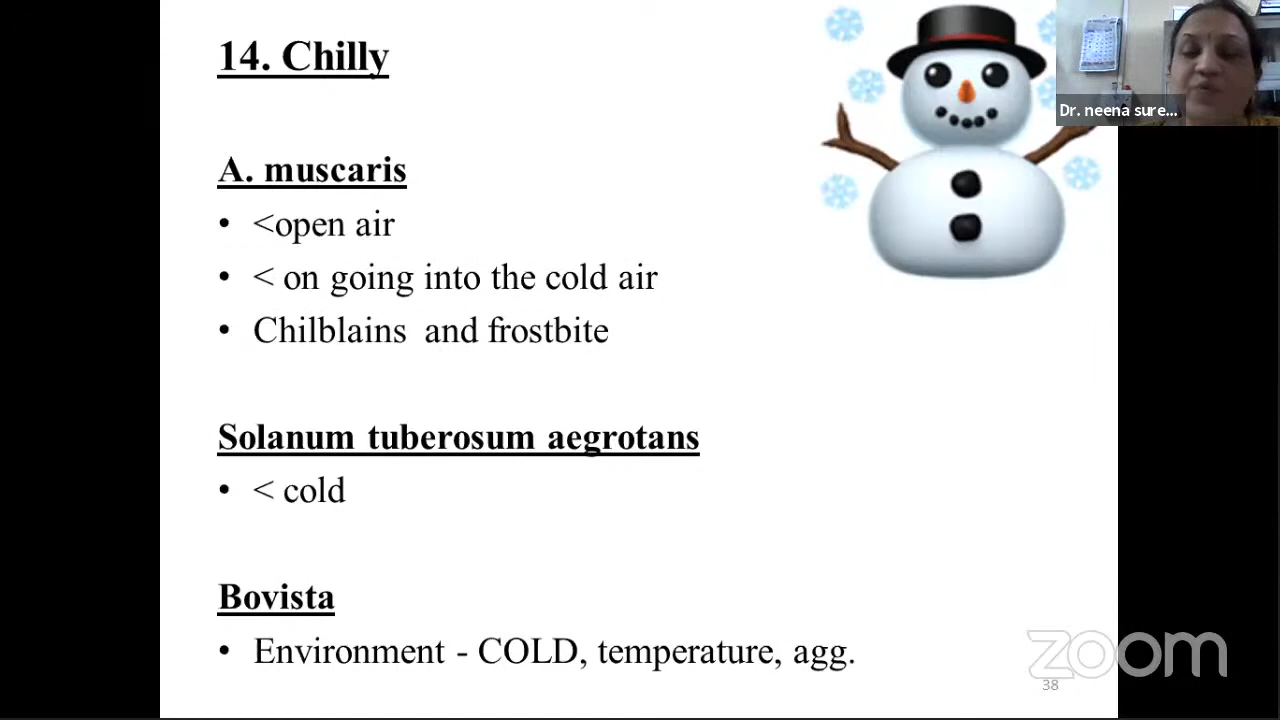 14. Chilly
Dr. neena sure...
A. muscaris
• <open air
• < on going into the cold air
• Chilblains and frostbite
Solanum tuberosum aegrotans
• < cold
Bovista
• Environment - COLD, temperature, agg.
zoom
38